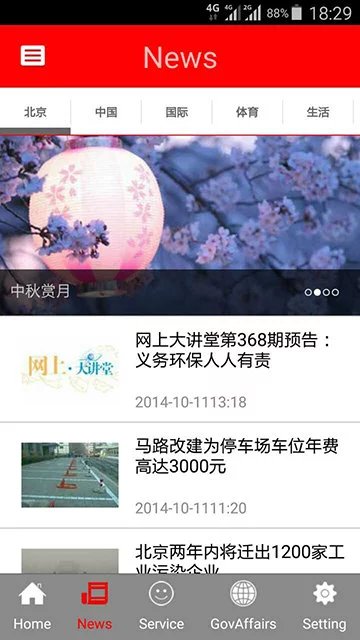 4G 4G 2G 88% 18:29
News
北京 中国 国际 体育 生活
中秋赏月
网上·大讲堂
网上大讲堂第368期预告：
义务环保人人有责
2014-10-1113:18
马路改建为停车场车位年费
高达3000元
2014-10-1111:20
北京两年内将迁出1200家工
业污染企业
Home News Service GovAffairs Setting